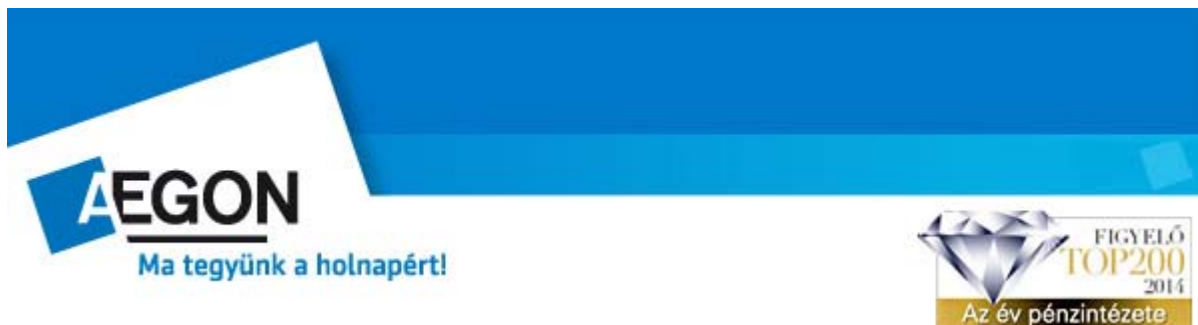 AEGON
Ma tegyünk a holnapért!
FIGYELŐ
TOP200
2014
Az év pénzintézete